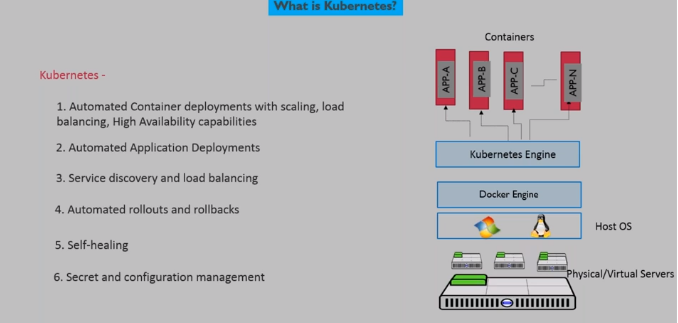 What is Kubernetes?
Kubernetes -
1. Automated Container deployments with scaling, load
balancing, High Availability capabilities
2. Automated Application Deployments
3. Service discovery and load balancing
4. Automated rollouts and rollbacks
5. Self-healing
6. Secret and configuration management
Containers
APP-A
APP-B
APP-C
APP-N
Kubernetes Engine
Docker Engine
Host OS
Physical/Virtual Servers